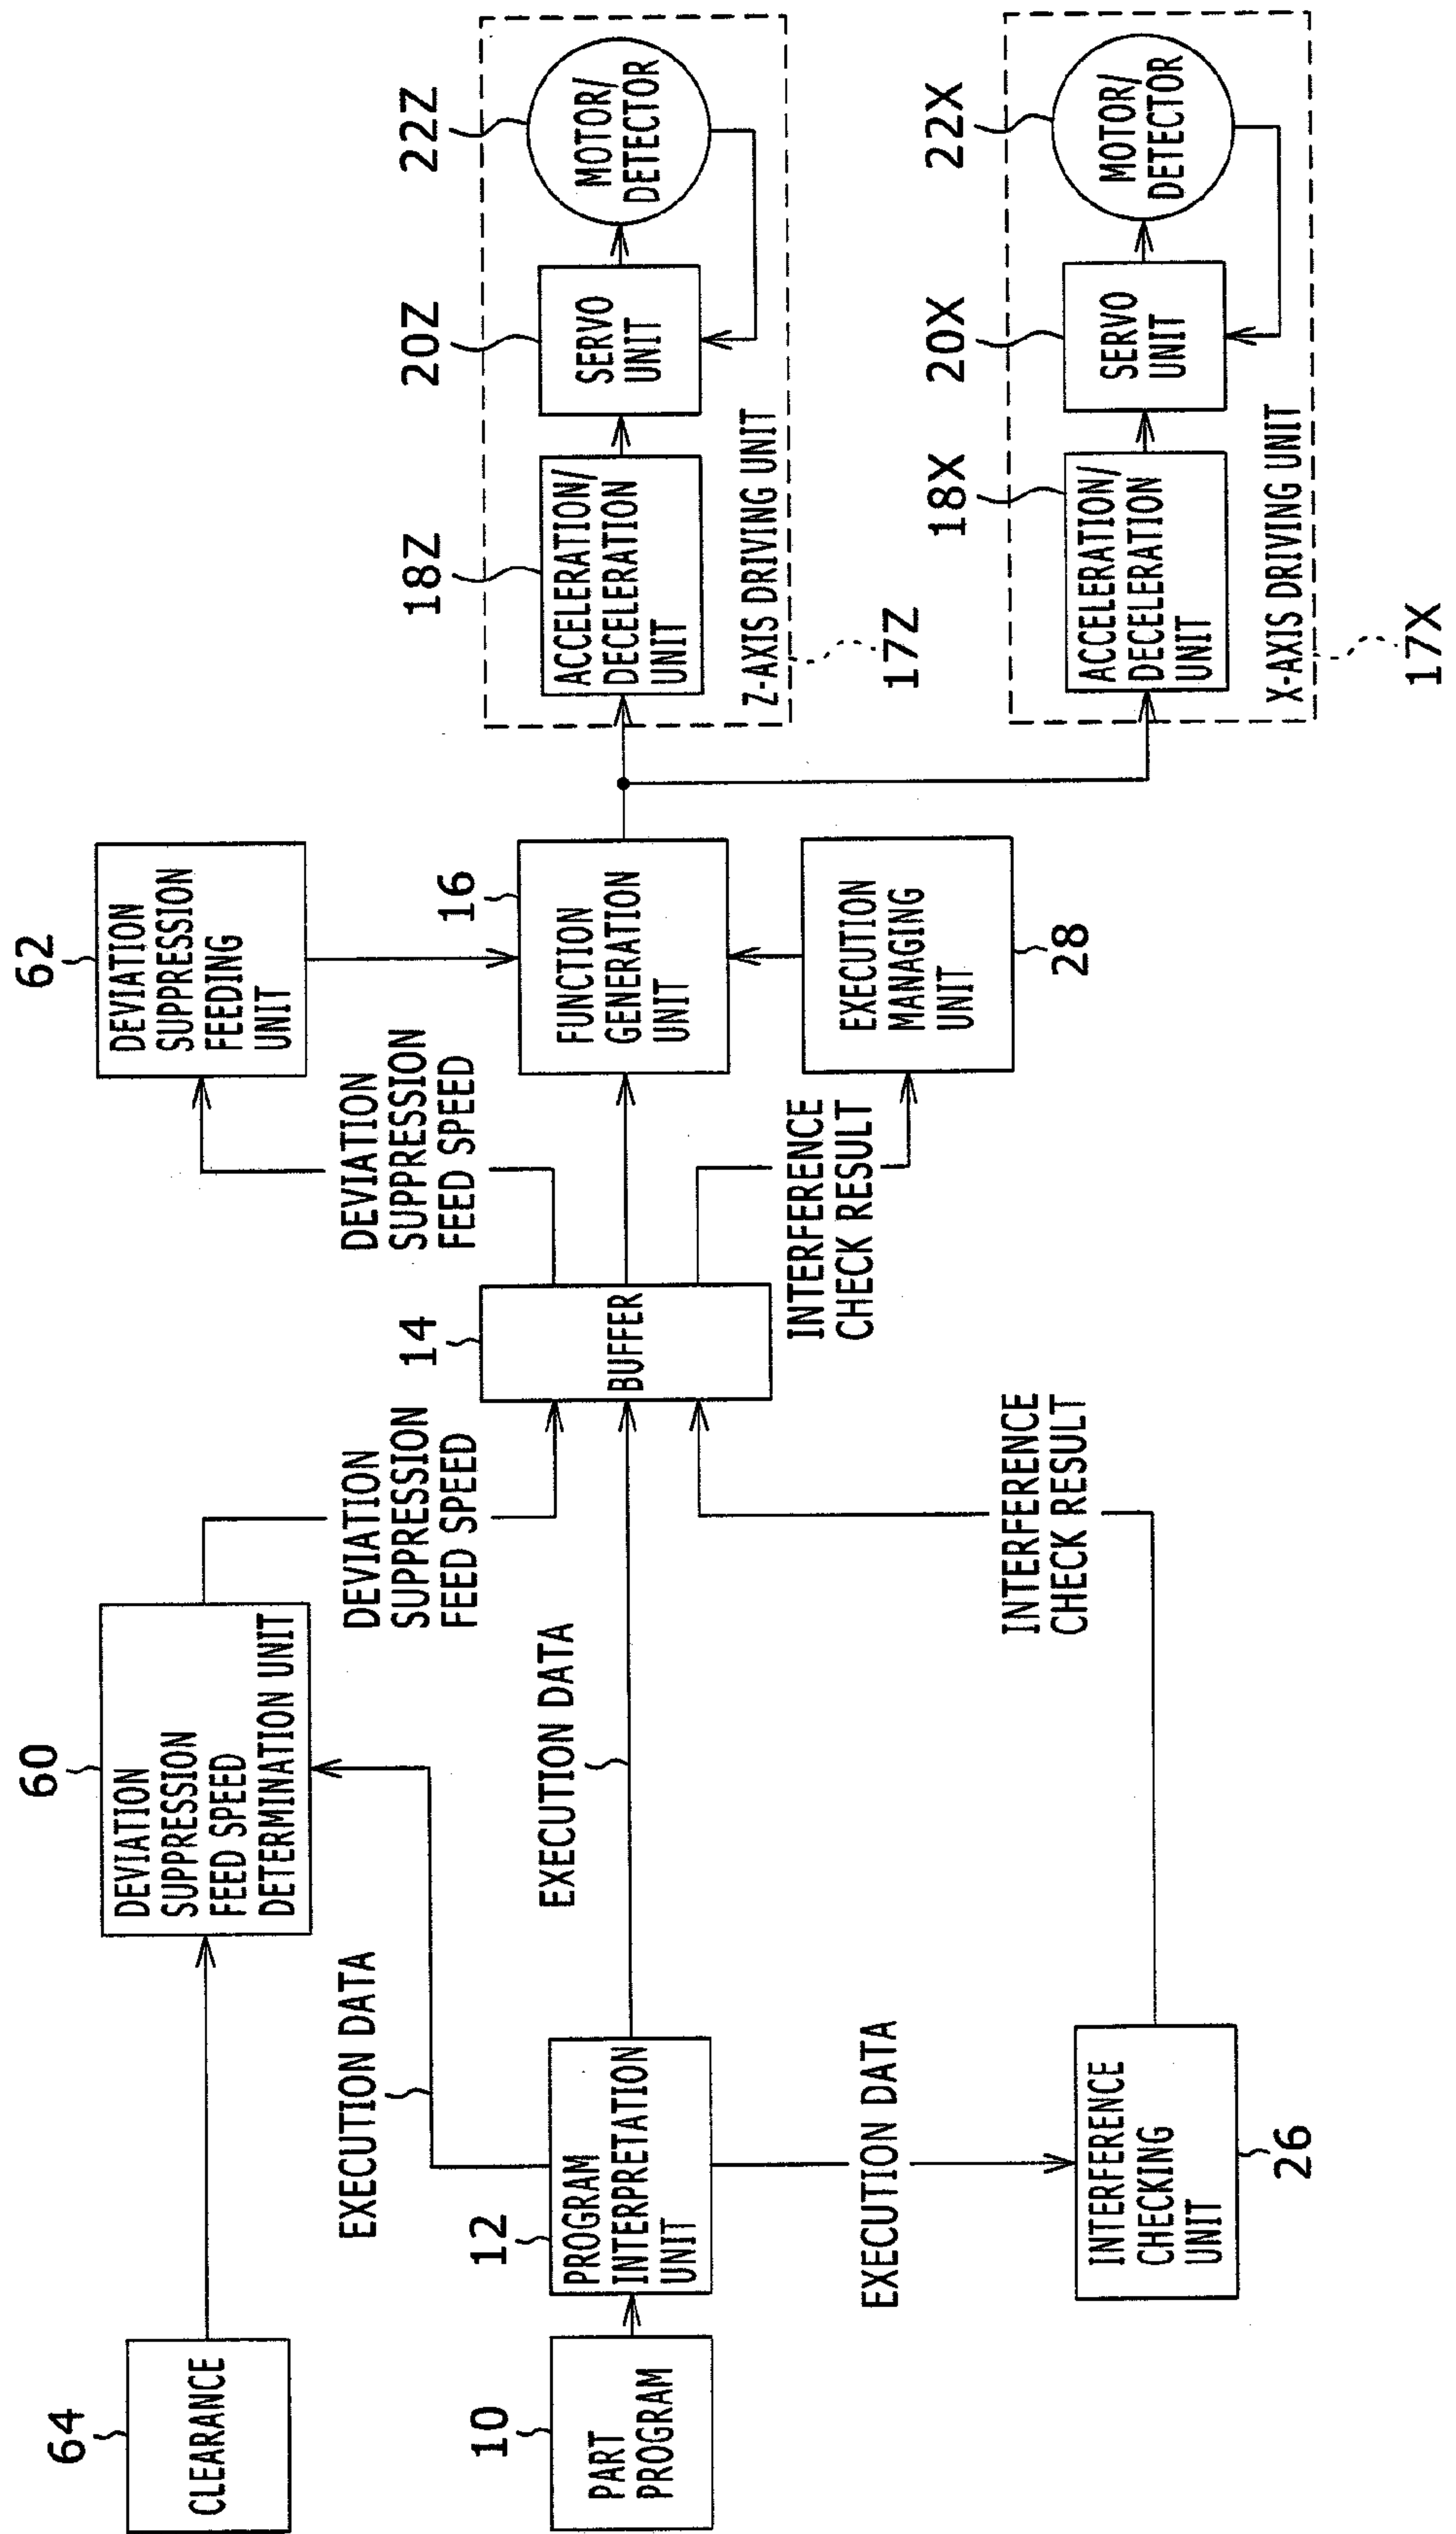 64
CLEARANCE
60
DEVIATION
SUPPRESSION
FEED SPEED
DETERMINATION UNIT
62
DEVIATION
SUPPRESSION
FEEDING
UNIT
EXECUTION DATA
DEVIATION
SUPPRESSION
FEED SPEED
DEVIATION
SUPPRESSION
FEED SPEED
10
PART
PROGRAM
12
PROGRAM
INTERPRETATION
UNIT
EXECUTION DATA
14
BUFFER
16
FUNCTION
GENERATION
UNIT
18Z
ACCELERATION/
DECELERATION
UNIT
20Z
SERVO
UNIT
22Z
MOTOR/
DETECTOR
Z-AXIS DRIVING UNIT
17Z
EXECUTION DATA
INTERFERENCE
CHECK RESULT
INTERFERENCE
CHECK RESULT
EXECUTION
MANAGING
UNIT
28
26
INTERFERENCE
CHECKING
UNIT
18X
ACCELERATION/
DECELERATION
UNIT
20X
SERVO
UNIT
22X
MOTOR/
DETECTOR
X-AXIS DRIVING UNIT
17X